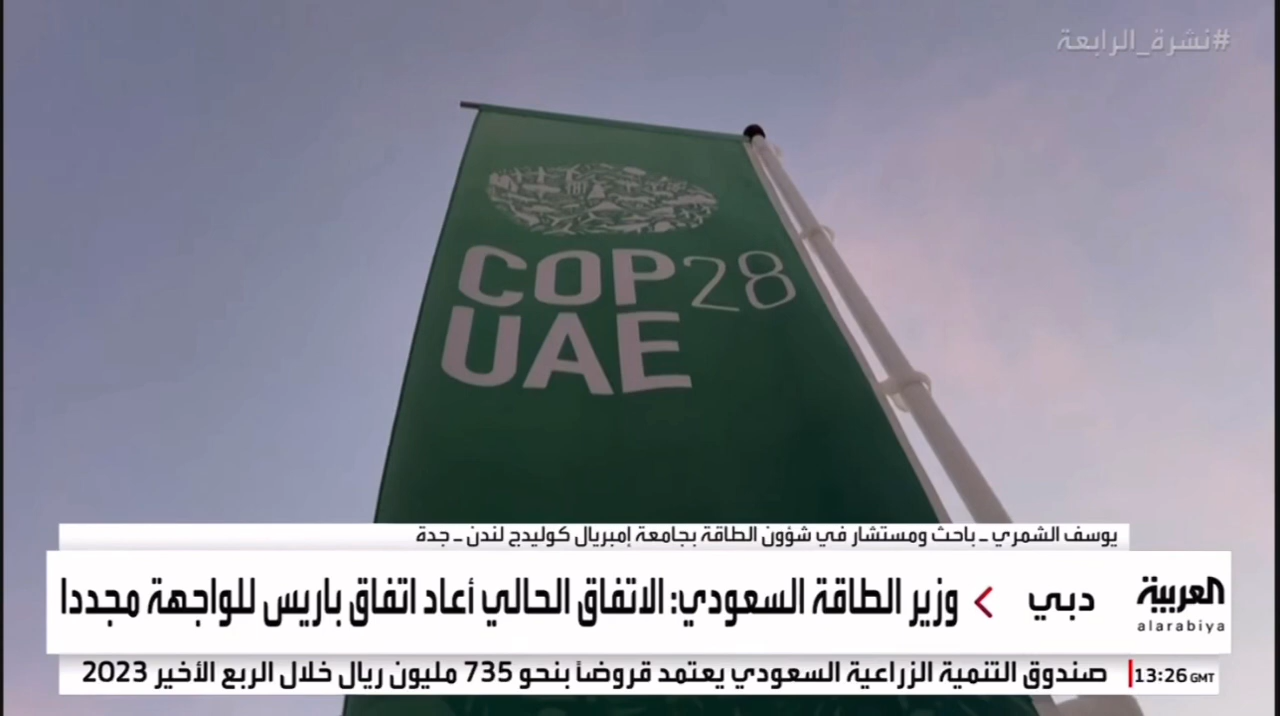 #نشرة_الرابعة
COP28
UAE
يوسف الشمري - باحث ومستشار في شؤون الطاقة بجامعة إمبريال كوليدج لندن - جدة
العربية
alarabiya
دبي
وزير الطاقة السعودي: الاتفاق الحالي أعاد اتفاق باريس للواجهة مجددا
13:26 GMT
صندوق التنمية الزراعية السعودي يعتمد قروضاً بنحو 735 مليون ريال خلال الربع الأخير 2023